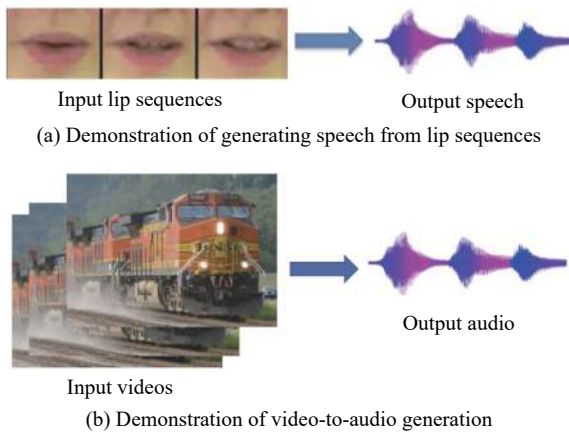 Input lip sequences
Output speech
(a) Demonstration of generating speech from lip sequences
Output audio
Input videos
(b) Demonstration of video-to-audio generation